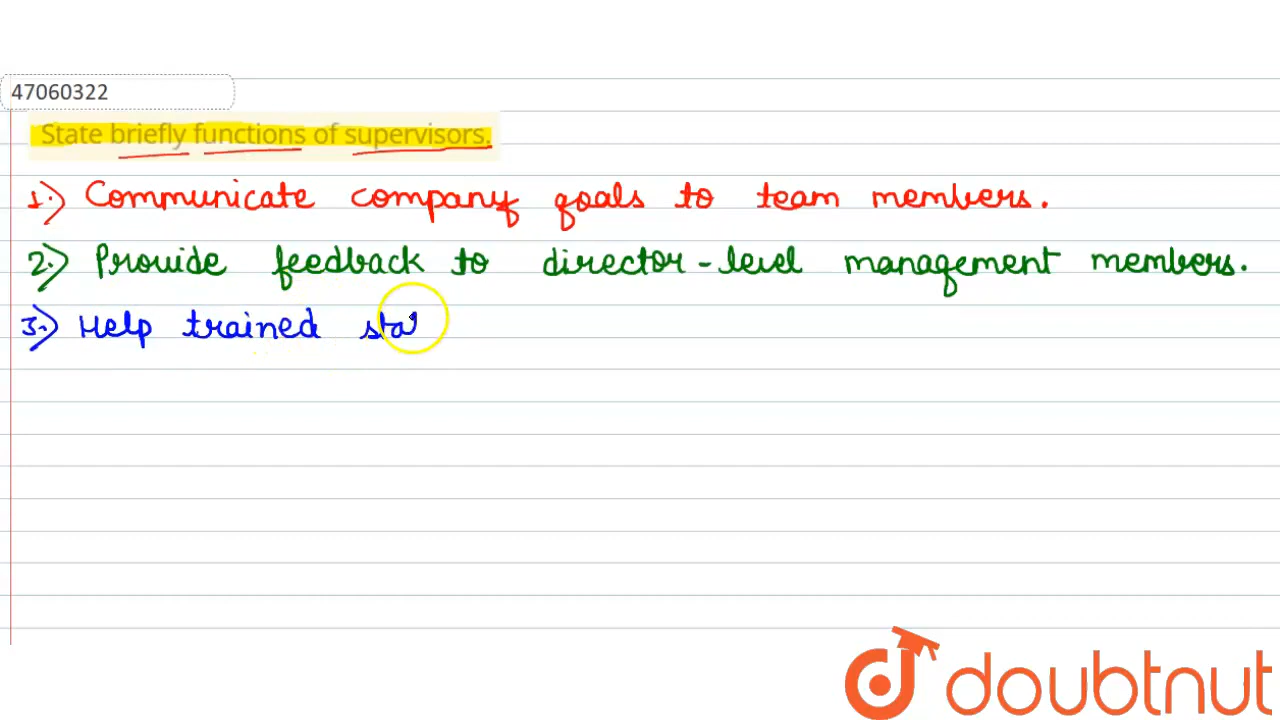 47060322
State briefly functions of supervisors.
1.) Communicate company goals to team members.
2.) Provide feedback to director-level management members.
3.) Help trained sta
doubtnut